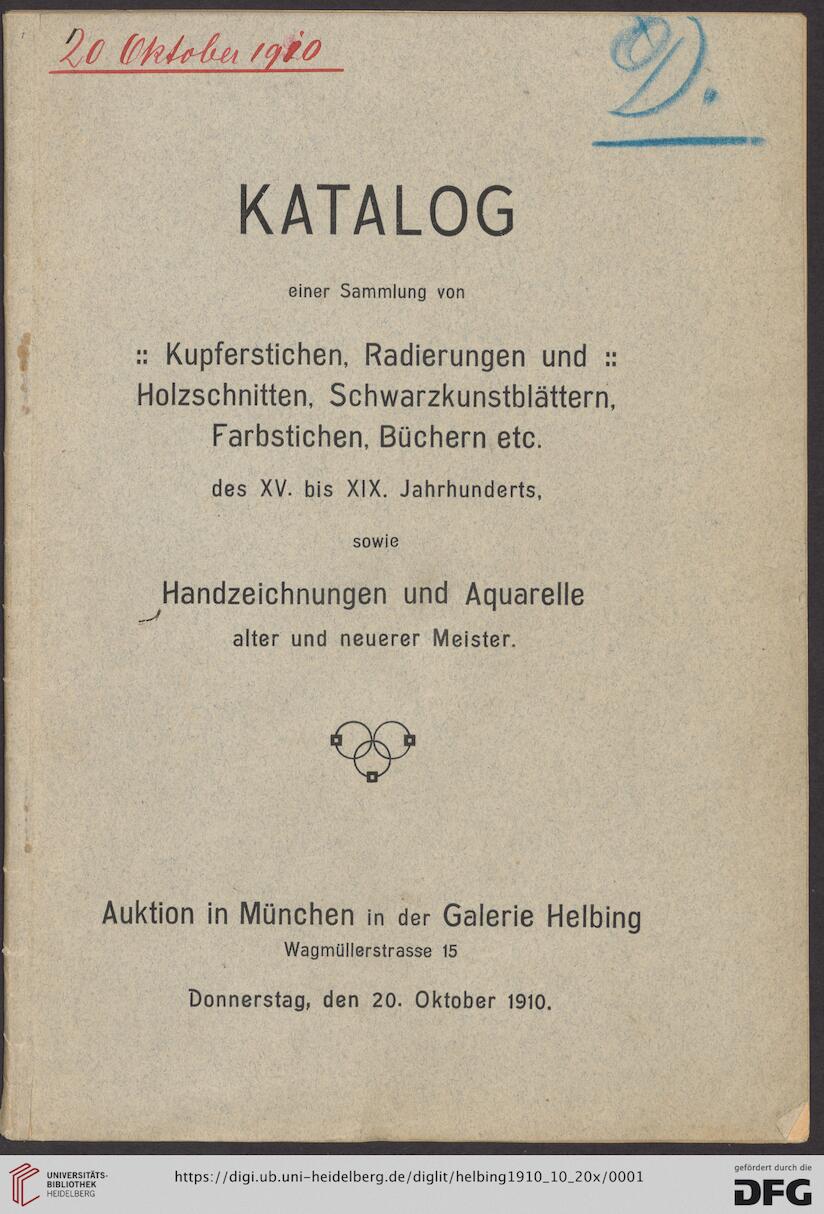 20 Oktober 1910
D.
KATALOG
einer Sammlung von
:: Kupferstichen, Radierungen und ::
Holzschnitten, Schwarzkunstblättern,
Farbstichen, Büchern etc.
des XV. bis XIX. Jahrhunderts,
sowie
Handzeichnungen und Aquarelle
alter und neuerer Meister.
Auktion in München in der Galerie Helbing
Wagmüllerstrasse 15
Donnerstag, den 20. Oktober 1910.
UNIVERSITÄTS-
BIBLIOTHEK
HEIDELBERG
https://digi.ub.uni-heidelberg.de/diglit/helbing1910_10_20x/0001
gefördert durch die
DFG